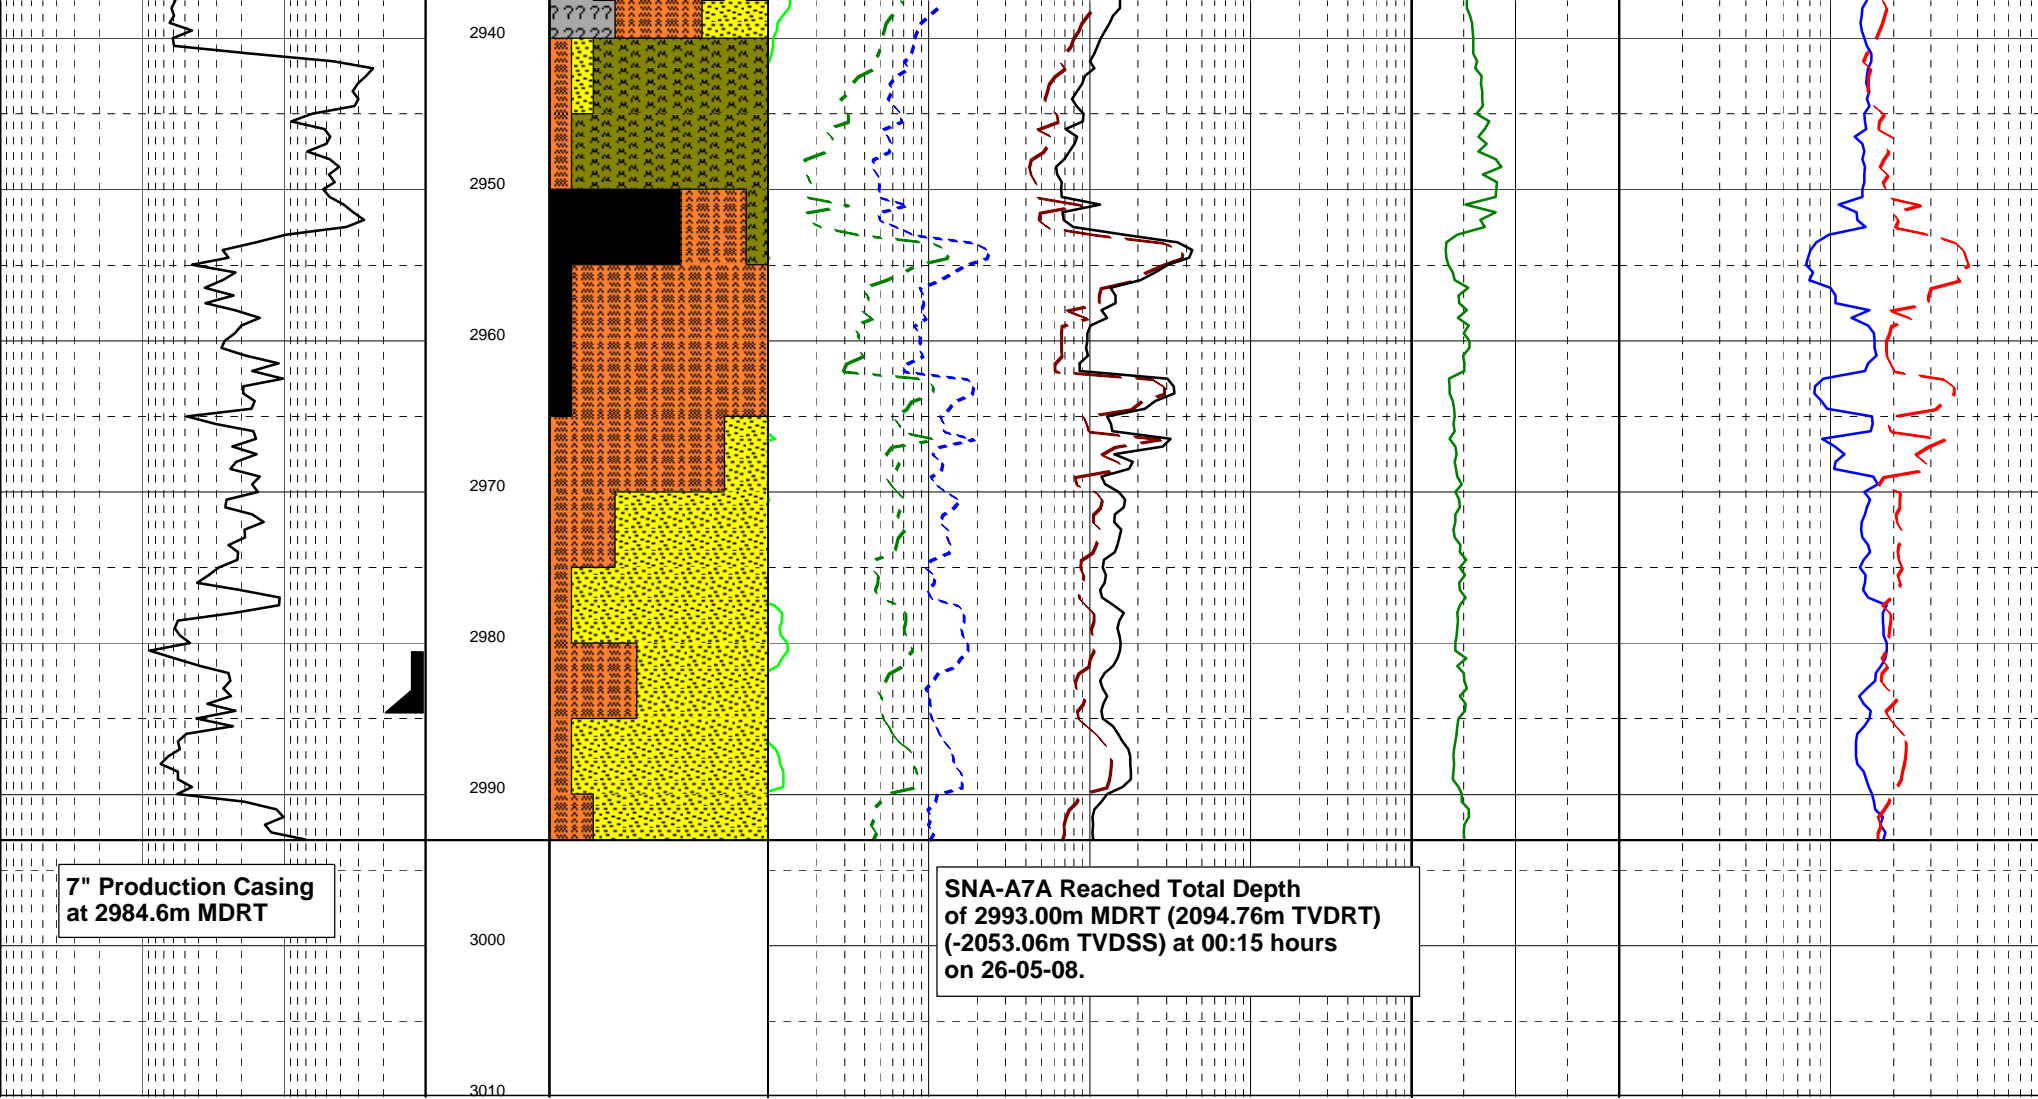 2940
2950
2960
2970
2980
2990
3000
3010
?? ?? ??
?? ?? ??
7" Production Casing
at 2984.6m MDRT
SNA-A7A Reached Total Depth
of 2993.00m MDRT (2094.76m TVDRT)
(-2053.06m TVDSS) at 00:15 hours
on 26-05-08.